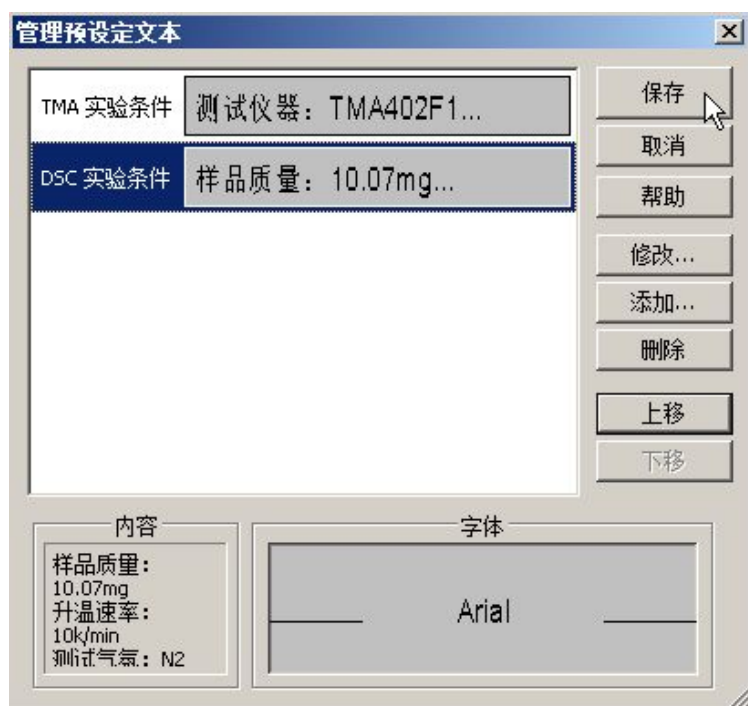 管理预设定文本
TMA 实验条件
测试仪器：TMA402F1...
DSC 实验条件
样品质量：10.07mg...
保存
取消
帮助
修改...
添加...
删除
上移
下移
内容
样品质量：
10.07mg
升温速率：
10k/min
测试气氛：N2
字体
Arial